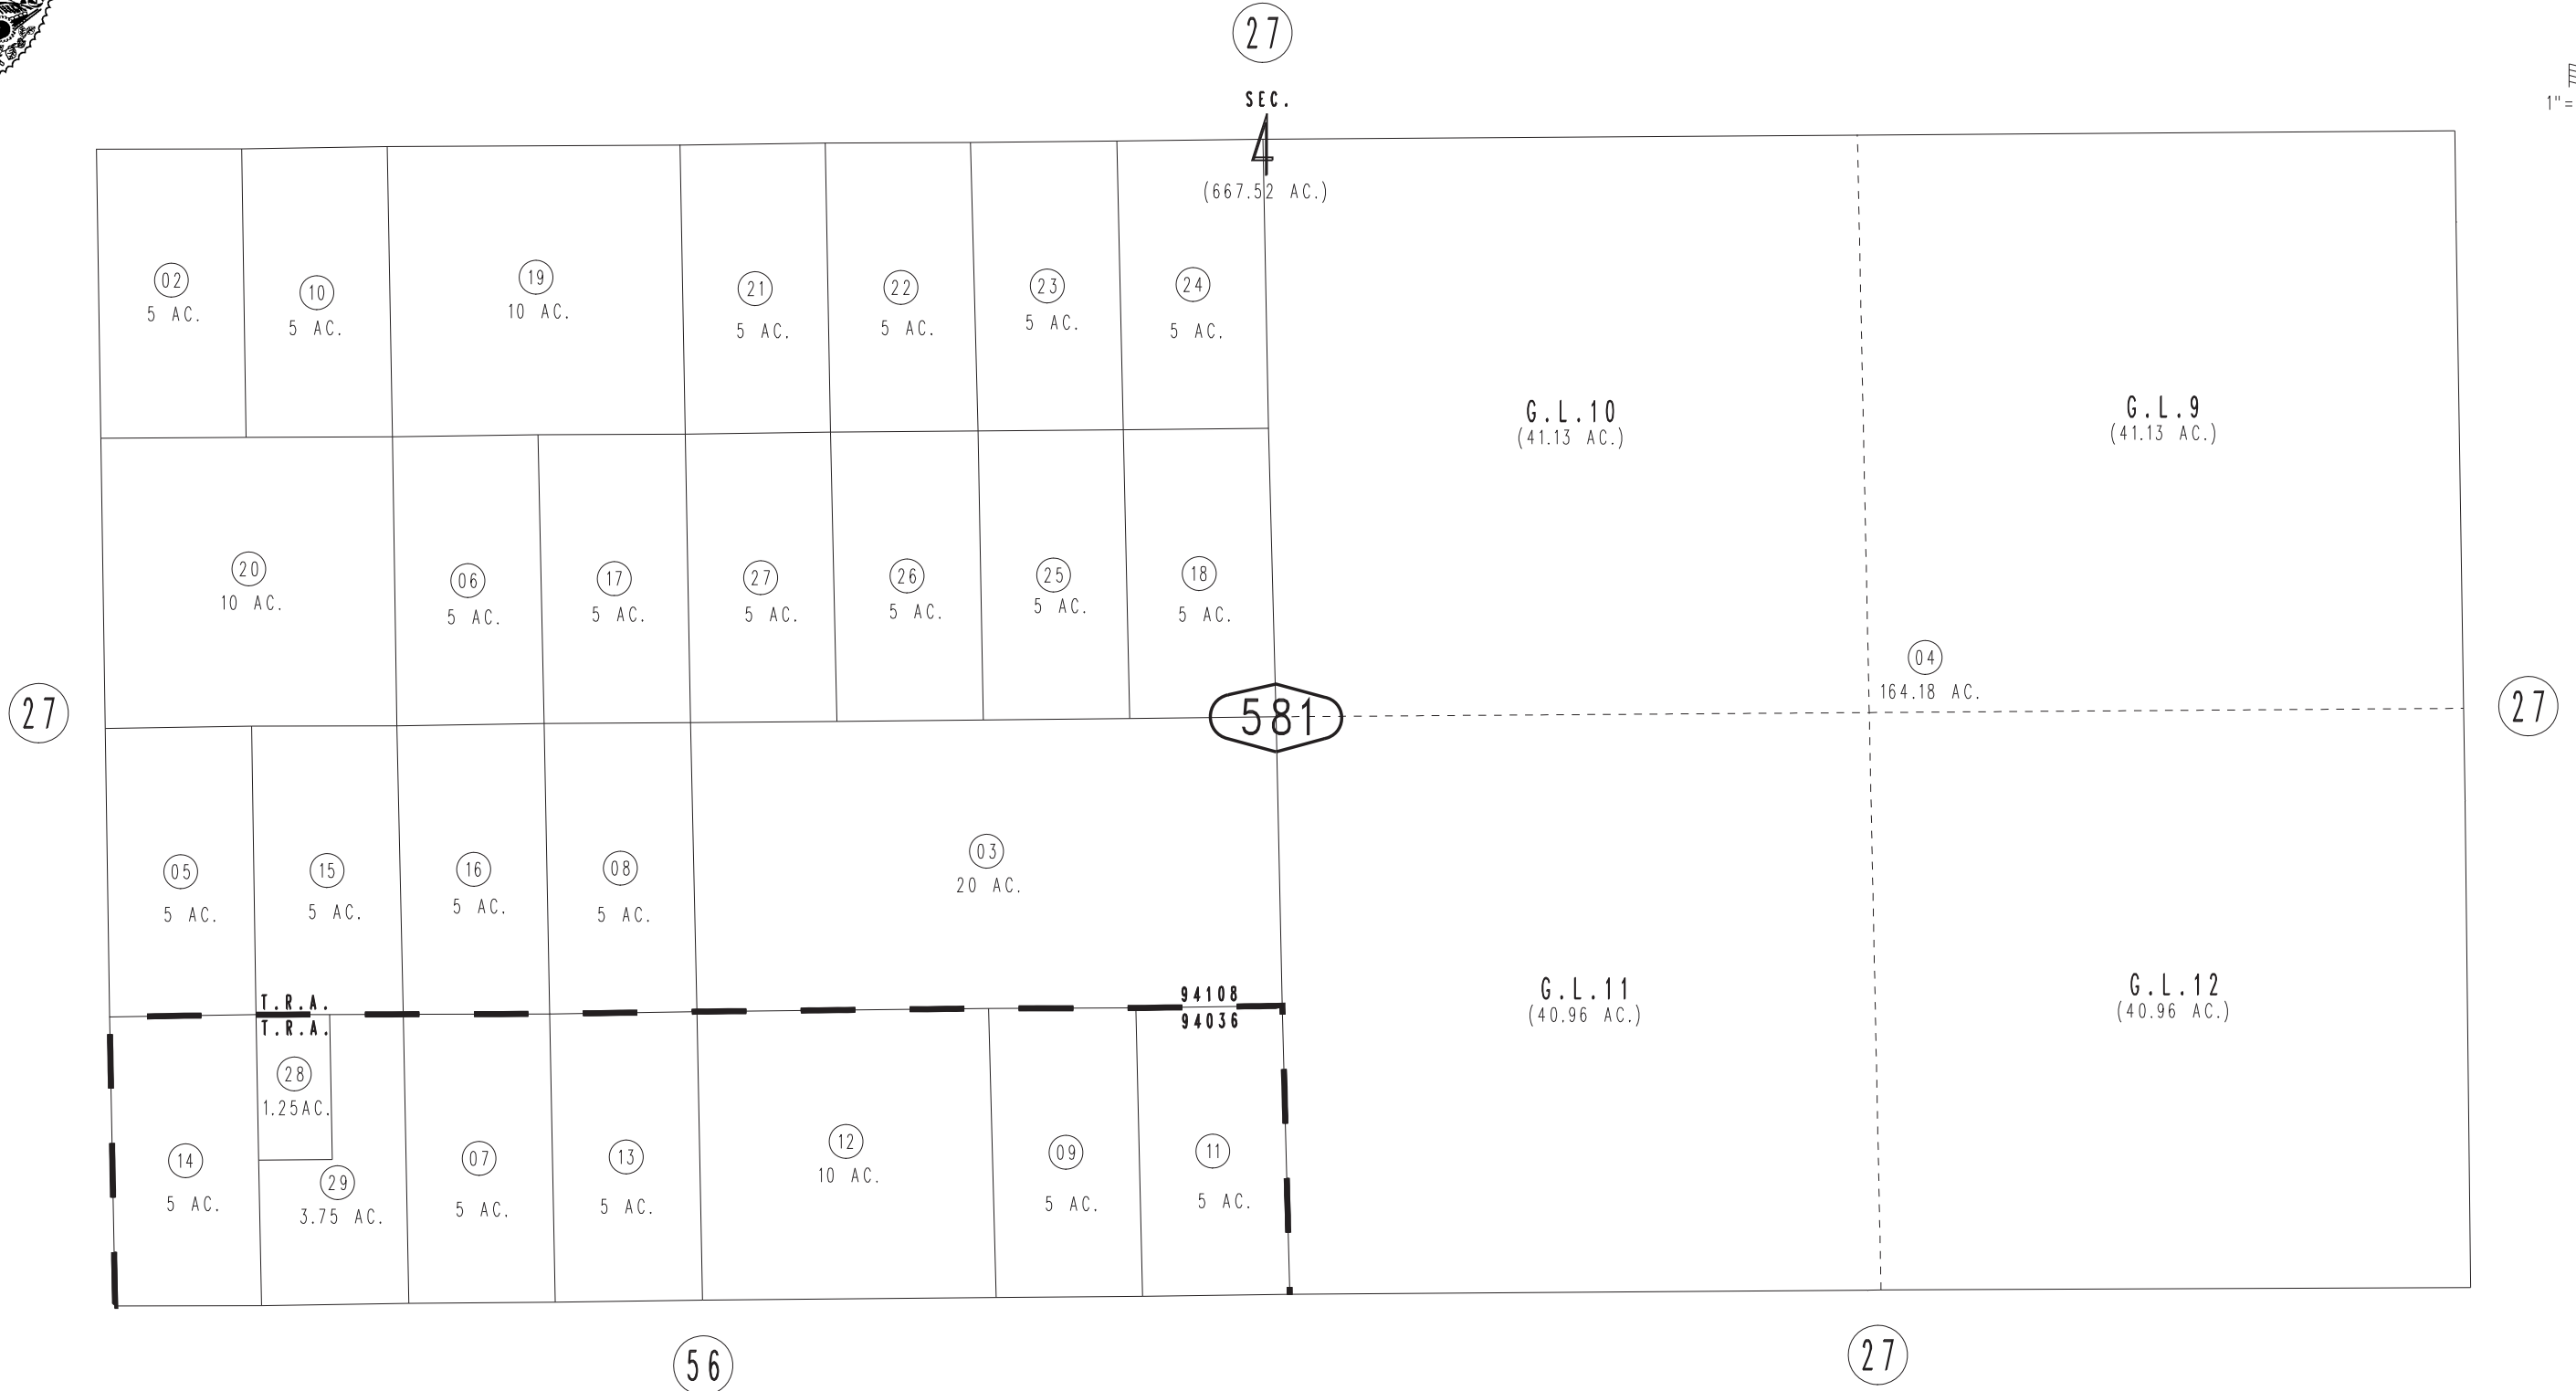 27
SEC.
1"=
4
(667.52 AC.)
02
5 AC.
10
5 AC.
19
10 AC.
21
5 AC.
22
5 AC.
23
5 AC.
24
5 AC.
G.L.10
(41.13 AC.)
G.L.9
(41.13 AC.)
20
10 AC.
06
5 AC.
17
5 AC.
27
5 AC.
26
5 AC.
25
5 AC.
18
5 AC.
04
164.18 AC.
27
581
27
05
5 AC.
15
5 AC.
16
5 AC.
08
5 AC.
03
20 AC.
T.R.A.
94108
T.R.A.
94036
G.L.11
(40.96 AC.)
G.L.12
(40.96 AC.)
28
1.25AC.
14
5 AC.
29
3.75 AC.
07
5 AC.
13
5 AC.
12
10 AC.
09
5 AC.
11
5 AC.
56
27